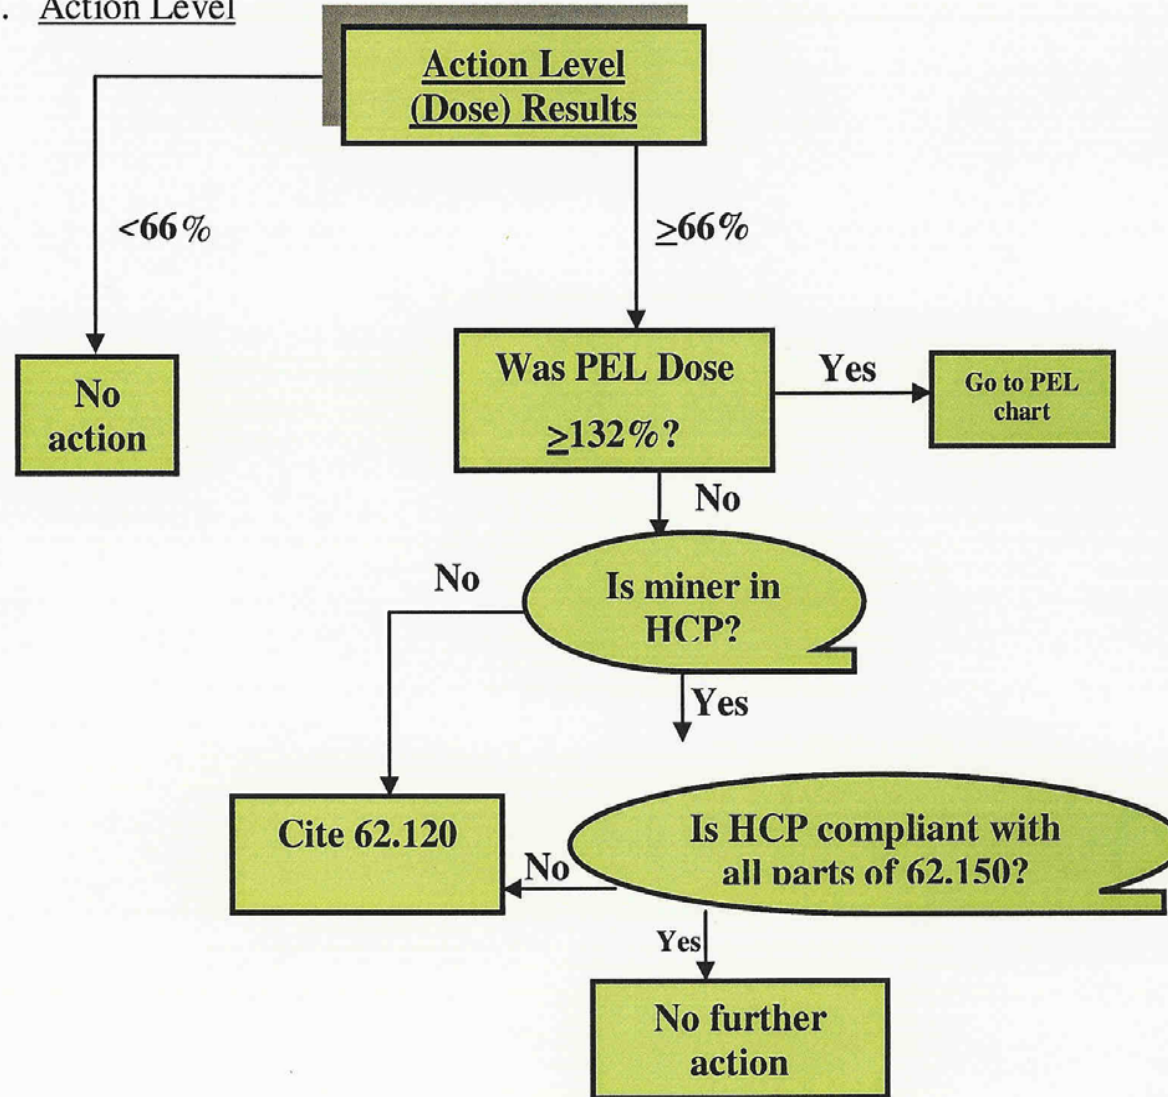 . Action Level
Action Level
(Dose) Results
<66%
≥66%
No
action
Was PEL Dose
≥132%?
Yes
Go to PEL
chart
No
Is miner in
HCP?
No
Yes
Cite 62.120
Is HCP compliant with
all parts of 62.150?
No
Yes
No further
action